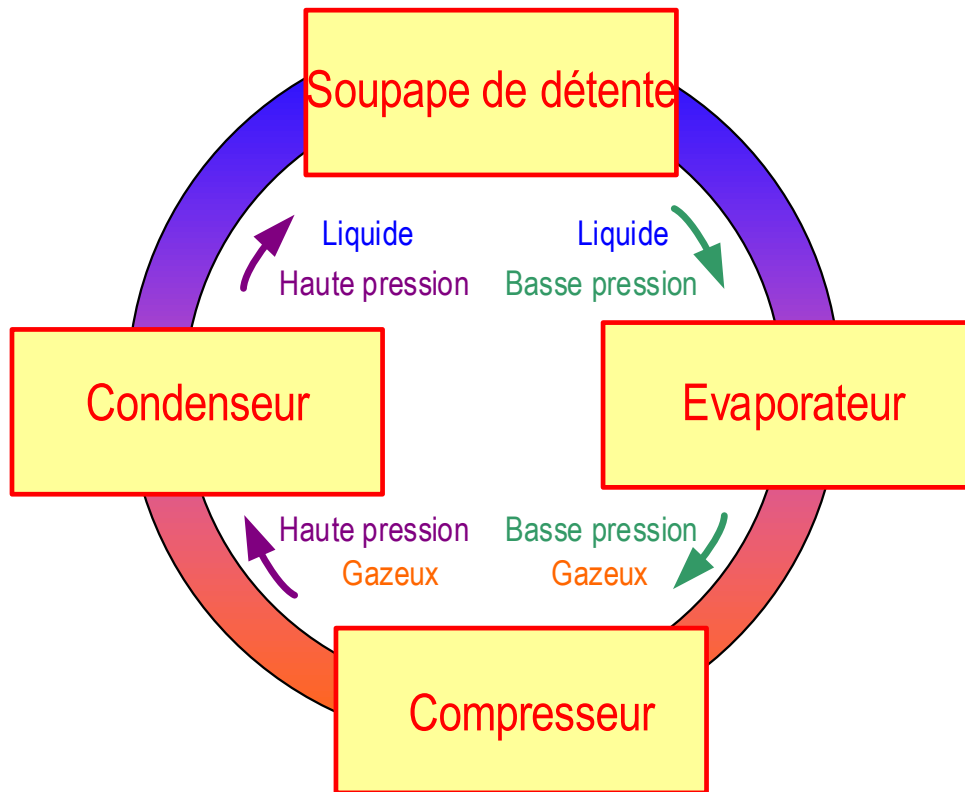 Soupape de détente
Liquide
Liquide
Haute pression
Basse pression
Condenseur
Evaporateur
Haute pression
Basse pression
Gazeux
Gazeux
Compresseur